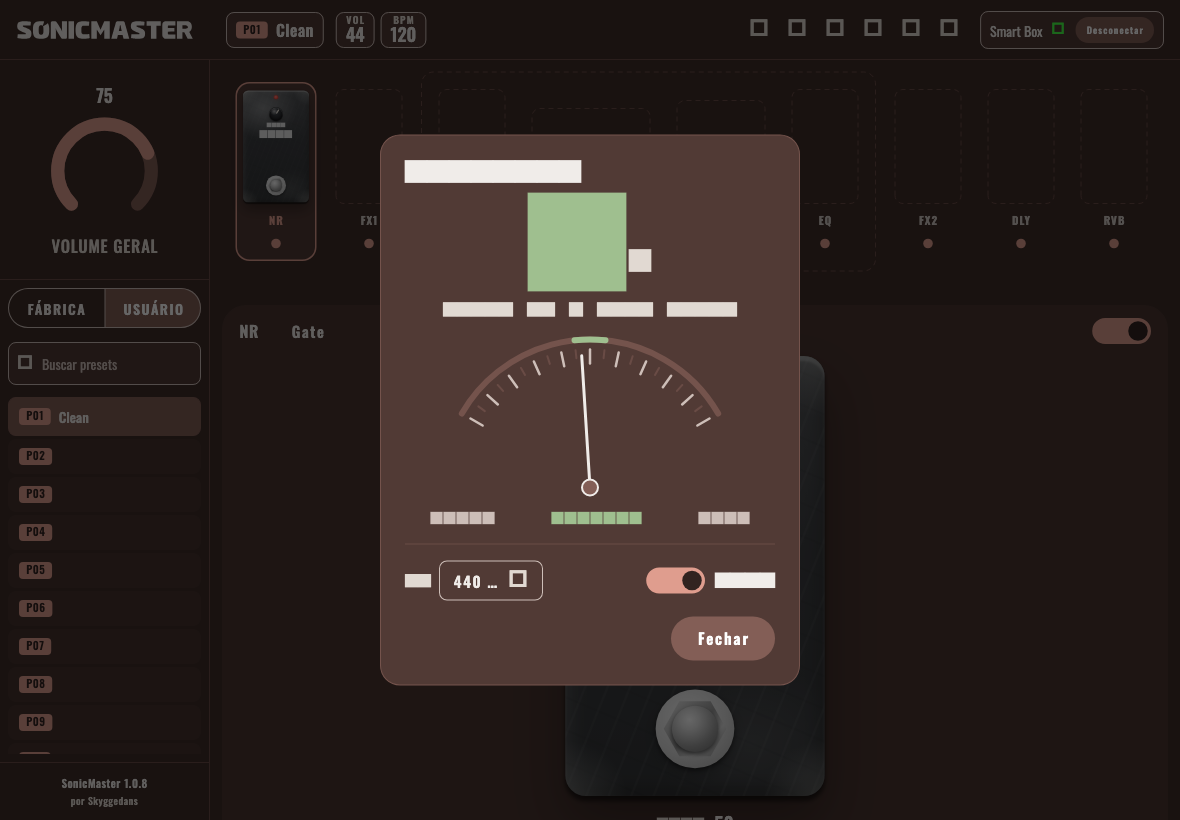 SONICMASTER
P01 Clean
VOL
44
BPM
120
Smart Box
Desconectar
75
VOLUME GERAL
FÁBRICA
USUÁRIO
Buscar presets
P01 Clean
P02
P03
P04
P05
P06
P07
P08
P09
SonicMaster 1.0.8
por Skyggedans
NR
FX1
EQ
FX2
DLY
RVB
NR Gate
440 ...
Fechar